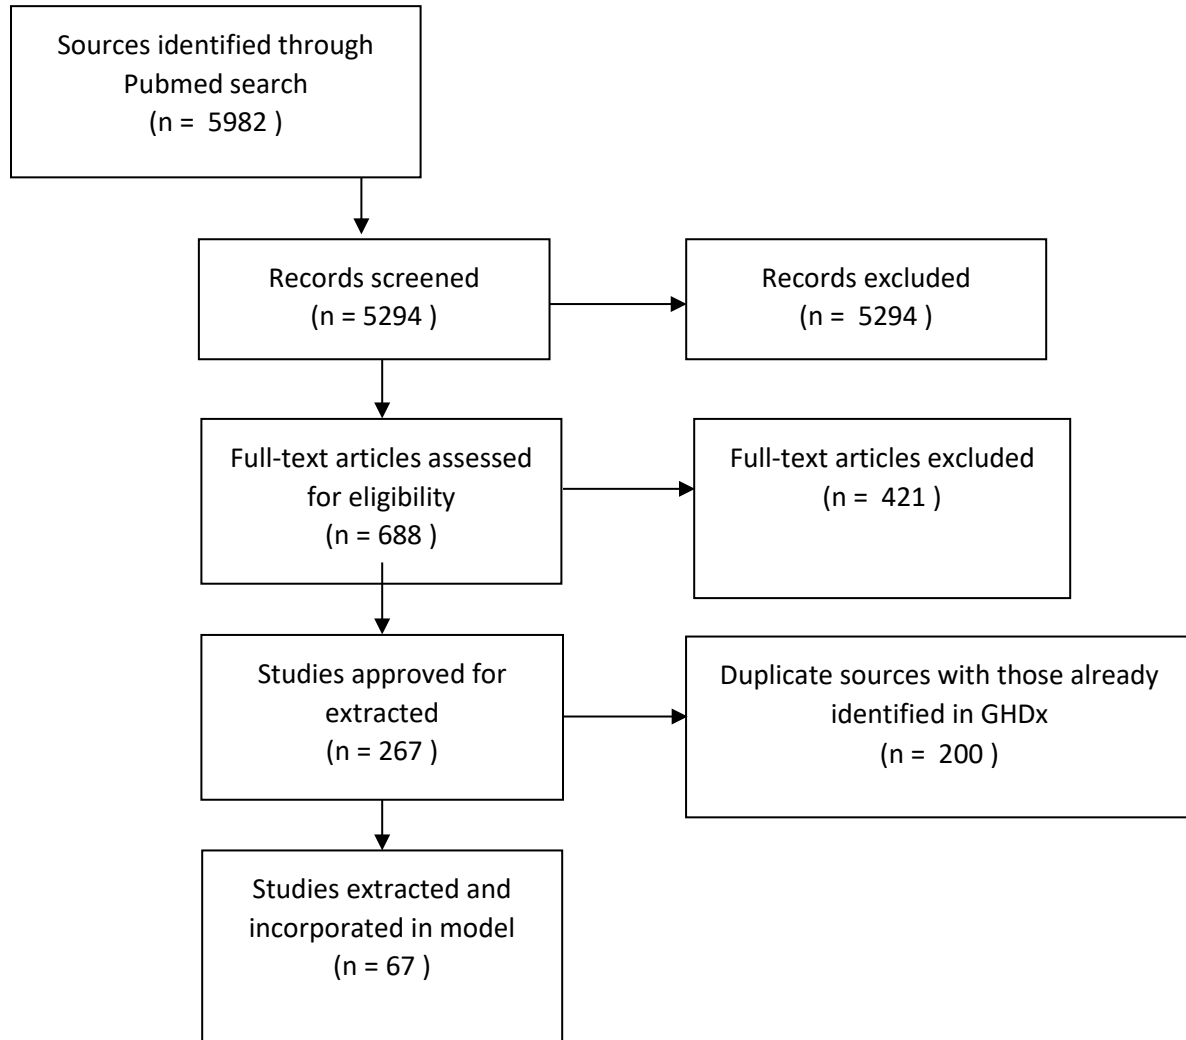 Sources identified through
Pubmed search
(n = 5982 )
Records screened
(n = 5294 )
Records excluded
(n = 5294 )
Full-text articles assessed
for eligibility
(n = 688 )
Full-text articles excluded
(n = 421 )
Studies approved for
extracted
(n = 267 )
Duplicate sources with those already
identified in GHDx
(n = 200 )
Studies extracted and
incorporated in model
(n = 67 )